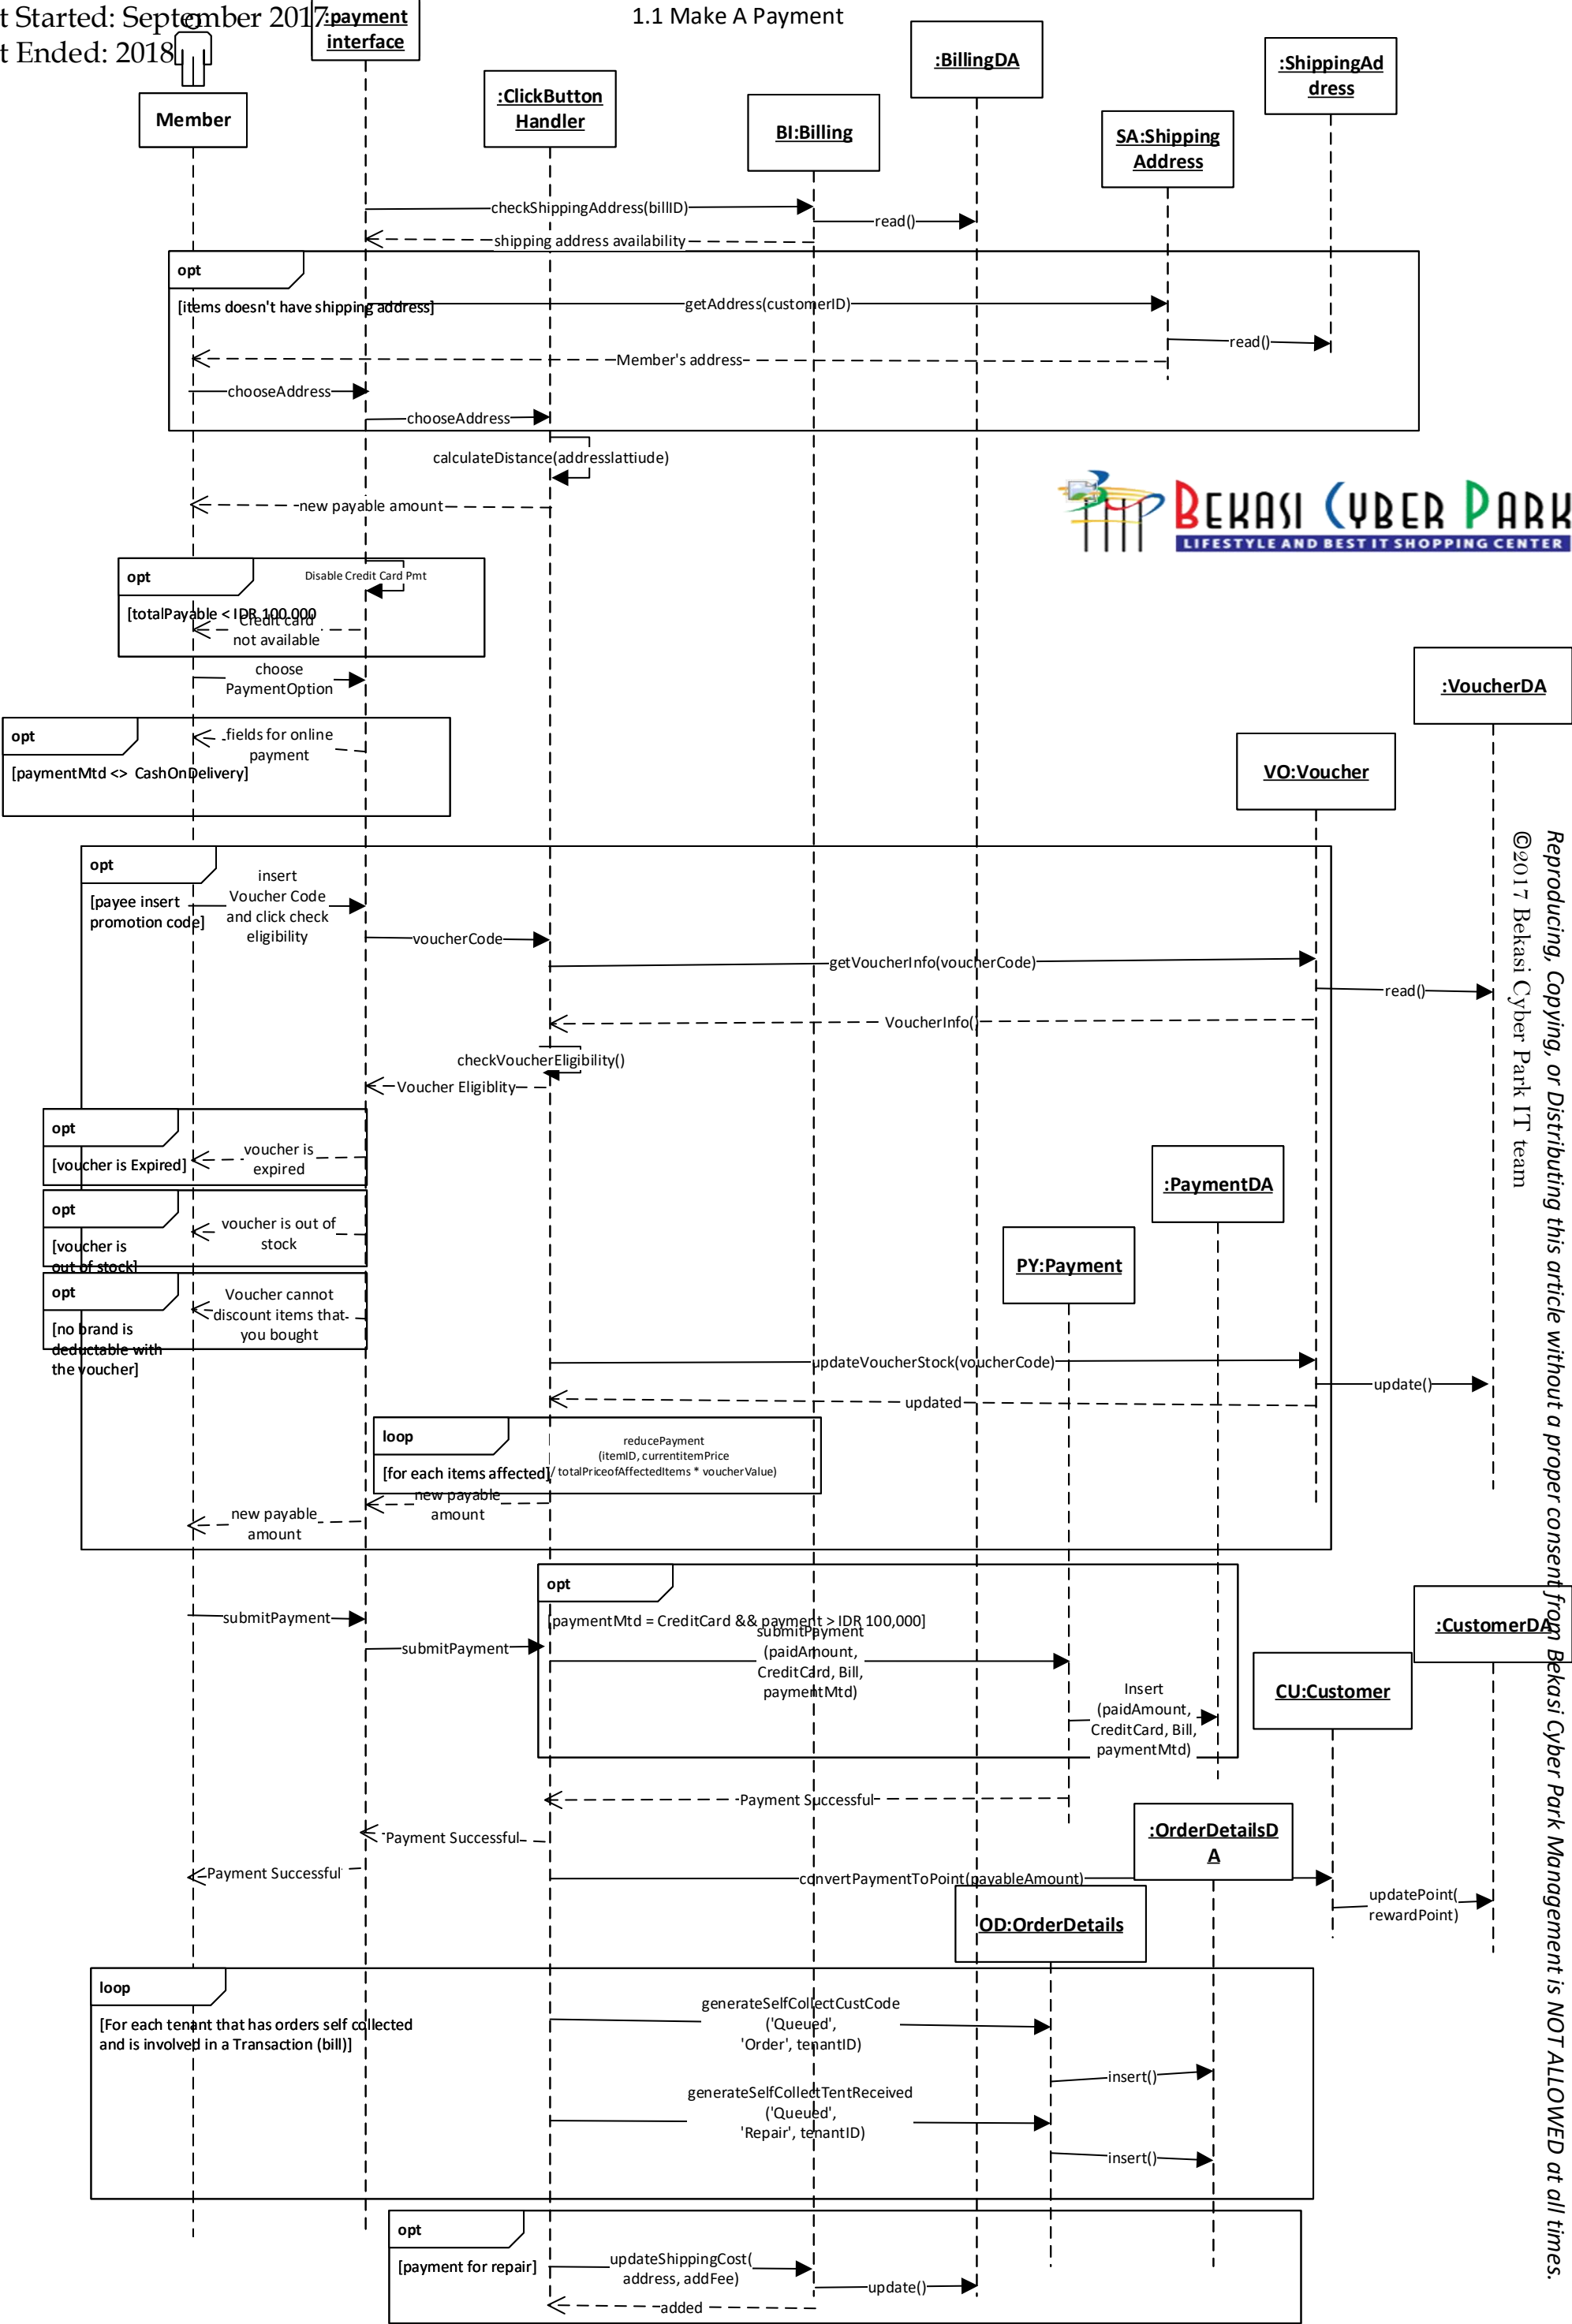 t Started: September 2017
t Ended: 2018
1.1 Make A Payment
:payment
interface
:BillingDA
:ShippingAd
dress
:ClickButton
Handler
Member
BI:Billing
SA:Shipping
Address
checkShippingAddress(billID)
read()
shipping address availability
opt
[items doesn't have shipping address]
getAddress(customerID)
read()
Member's address
chooseAddress
chooseAddress
calculateDistance(addresslattiude)
new payable amount
BEKASI CYBER PARK
LIFESTYLE AND BEST IT SHOPPING CENTER
opt
Disable Credit Card Pmt
[totalPayable < IDR 100,000
Credit card
not available
choose
PaymentOption
:VoucherDA
opt
fields for online
payment
[paymentMtd <> CashOnDelivery]
VO:Voucher
opt
insert
Voucher Code
and click check
eligibility
[payee insert
promotion code]
voucherCode
getVoucherInfo(voucherCode)
read()
VoucherInfo()
checkVoucherEligibility()
Voucher Eligiblity
opt
[voucher is Expired]
voucher is
expired
:PaymentDA
opt
[voucher is
out of stock]
voucher is out of
stock
PY:Payment
opt
[no brand is
deductable with
the voucher]
Voucher cannot
discount items that
you bought
updateVoucherStock(voucherCode)
update()
updated
loop
[for each items affected]
reducePayment
(itemID, currentitemPrice
/ totalPriceofAffectedItems * voucherValue)
new payable
amount
new payable
amount
opt
[paymentMtd = CreditCard && payment > IDR 100,000]
submitPayment
submitPayment
submitPayment
(paidAmount,
CreditCard, Bill,
paymentMtd)
:CustomerDA
CU:Customer
Insert
(paidAmount,
CreditCard, Bill,
paymentMtd)
Payment Successful
Payment Successful
Payment Successful
:OrderDetailsD
A
convertPaymentToPoint(payableAmount)
updatePoint(
rewardPoint)
OD:OrderDetails
loop
[For each tenant that has orders self collected
and is involved in a Transaction (bill)]
generateSelfCollectCustCode
('Queued',
'Order', tenantID)
insert()
generateSelfCollectTentReceived
('Queued',
'Repair', tenantID)
insert()
opt
[payment for repair]
updateShippingCost(
address, addFee)
update()
added
Reproducing, Copying, or Distributing this article without a proper consent from Bekasi Cyber Park Management is NOT ALLOWED at all times.
©2017 Bekasi Cyber Park IT team